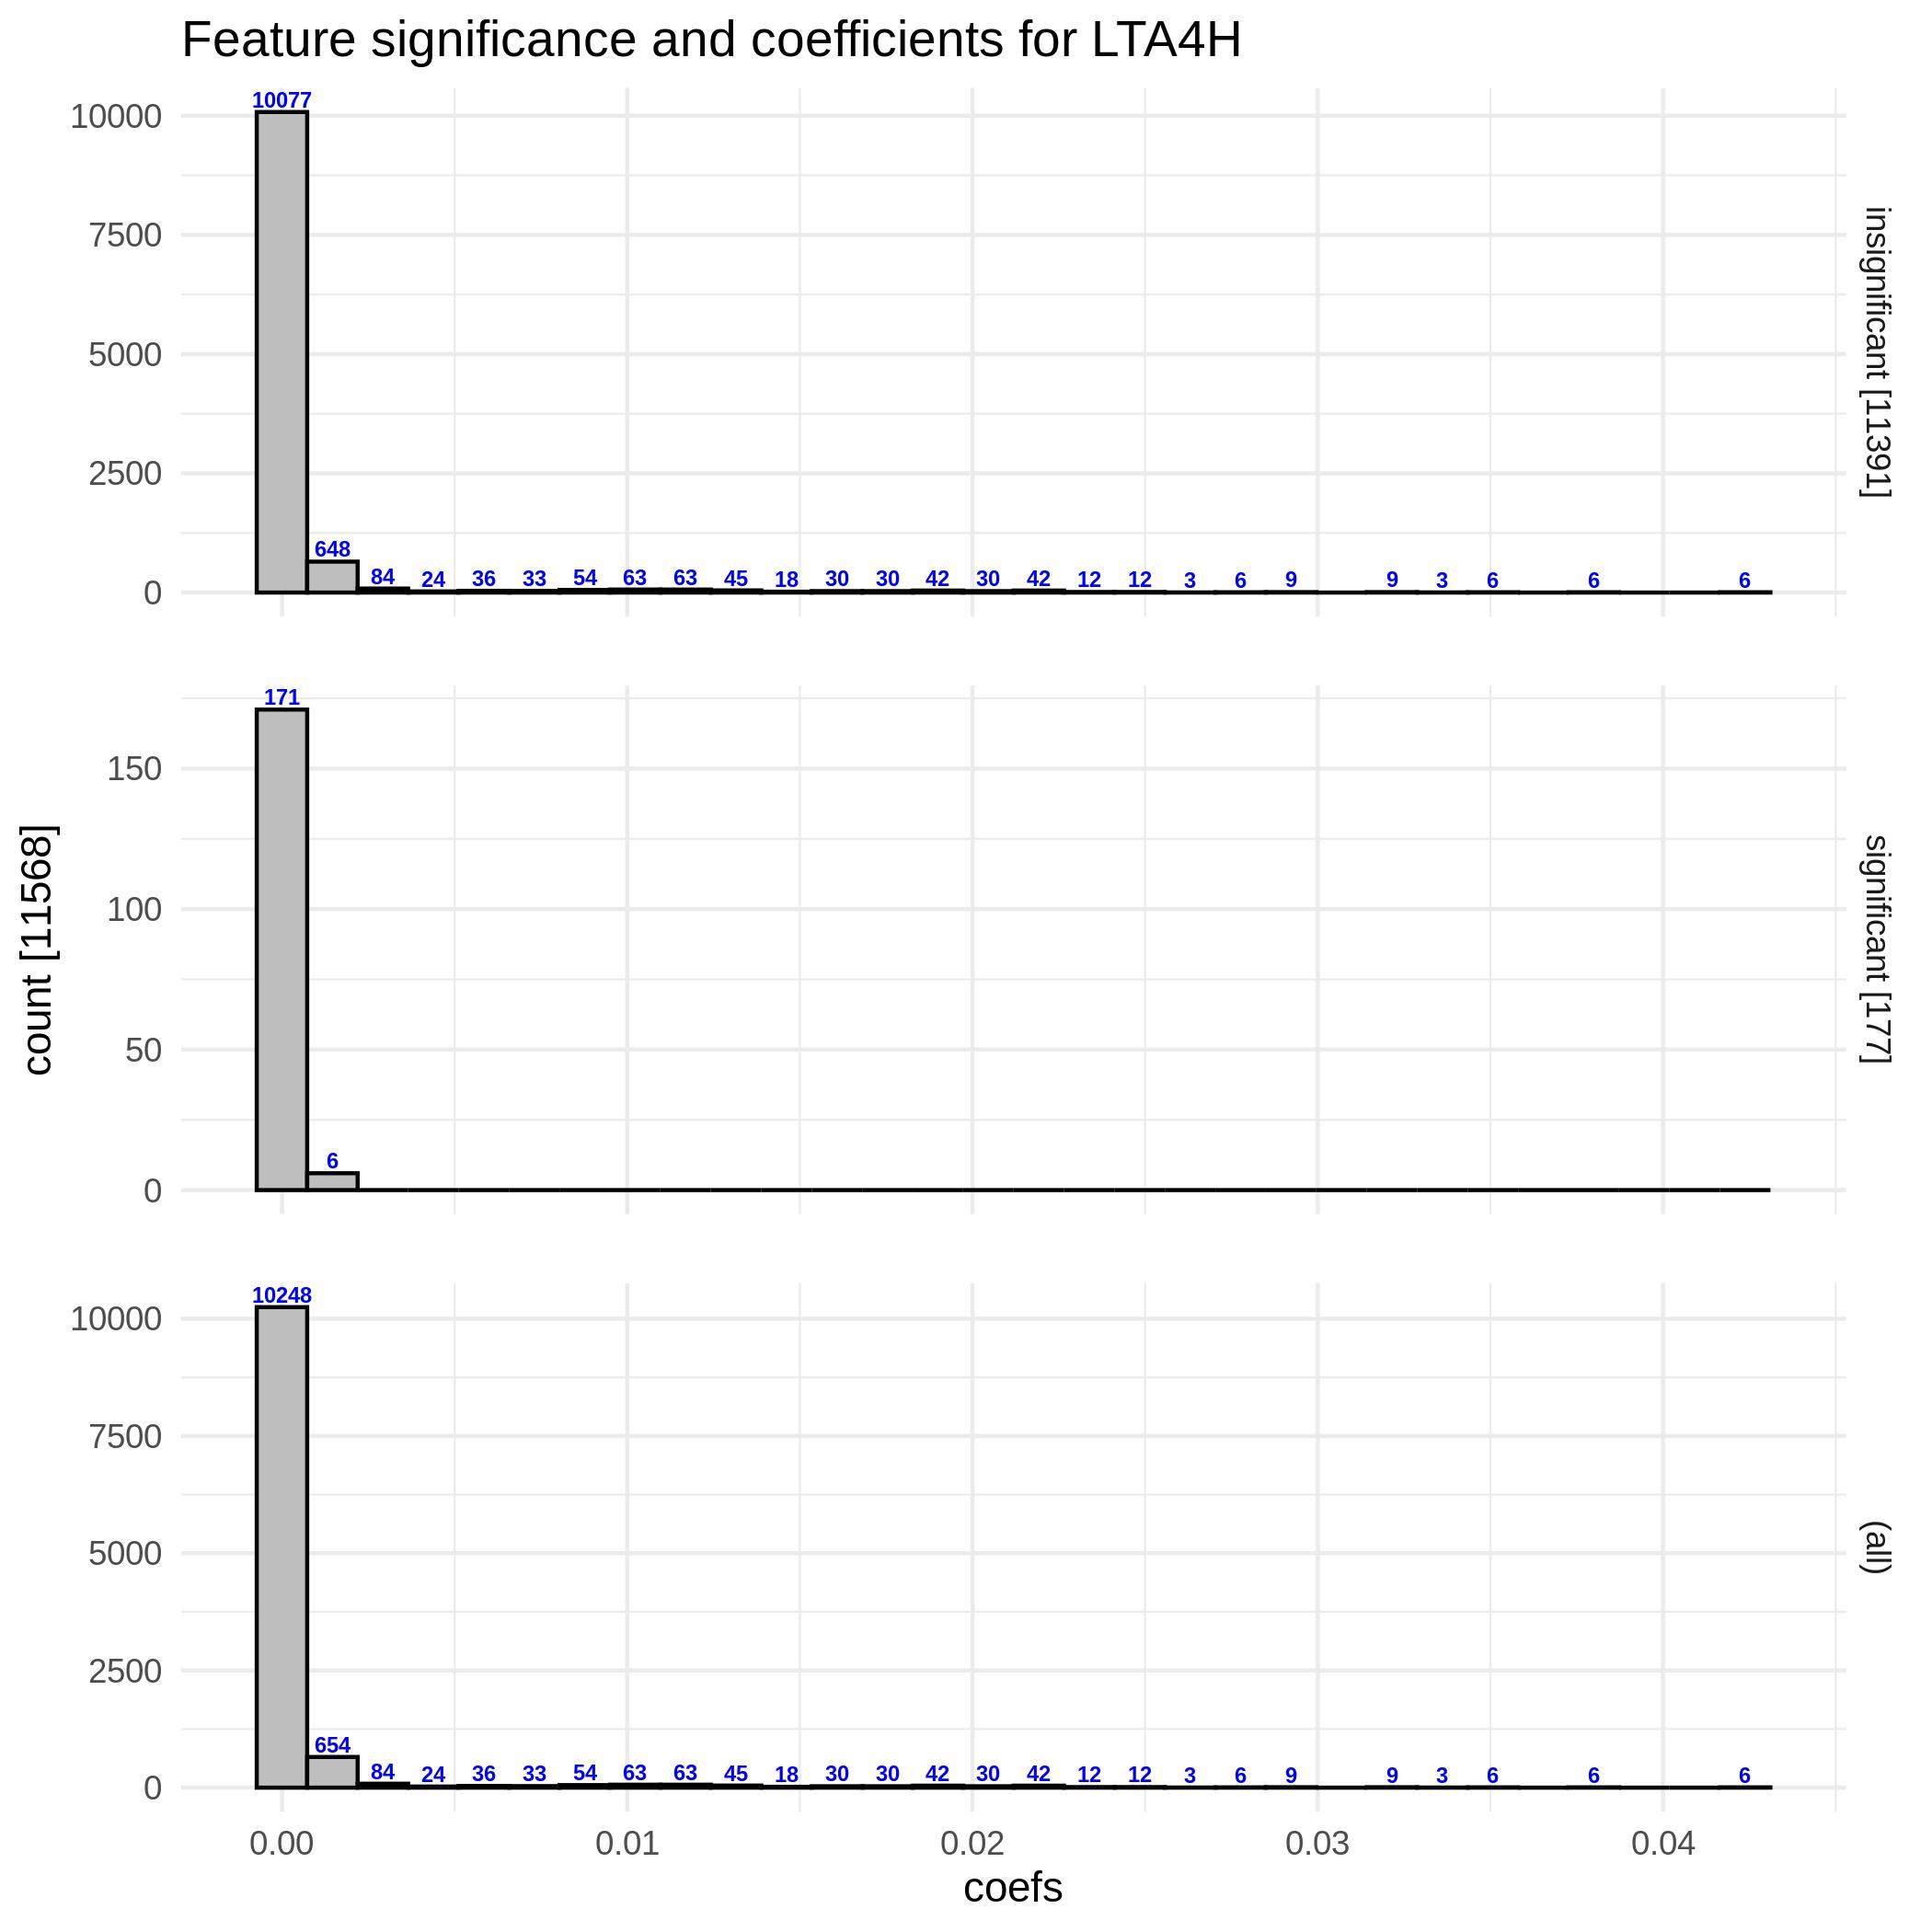 Feature significance and coefficients for LTA4H
10077
10000
7500
5000
2500
648
84 24 36 33 54 63 63 45 18 30 30 42 30 42 12 12 3 6 9 9 3 6 6 6
0
insignificant [11391]
171
150
100
50
6
0
significant [177]
count [11568]
10248
10000
7500
5000
2500
654
84 24 36 33 54 63 63 45 18 30 30 42 30 42 12 12 3 6 9 9 3 6 6 6
0
(all)
0.00 0.01 0.02 0.03 0.04
coefs